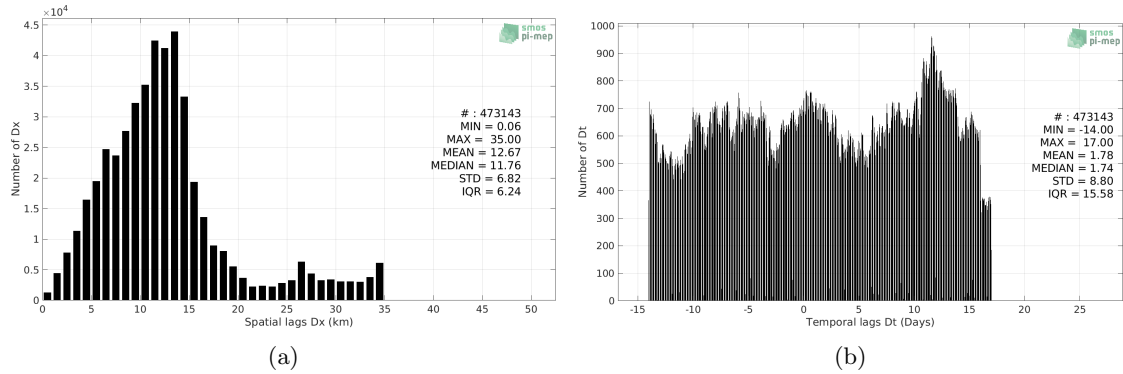 ×10⁴
4.5
4
3.5
3
2.5
2
1.5
1
0.5
0
Number of Dx
0 5 10 15 20 25 30 35 40 45 50
Spatial lags Dx (km)
smos
pi-mep
# : 473143
MIN = 0.06
MAX = 35.00
MEAN = 12.67
MEDIAN = 11.76
STD = 6.82
IQR = 6.24
(a)
1000
900
800
700
600
500
400
300
200
100
0
Number of Dt
-15 -10 -5 0 5 10 15 20 25
Temporal lags Dt (Days)
smos
pi-mep
# : 473143
MIN = -14.00
MAX = 17.00
MEAN = 1.78
MEDIAN = 1.74
STD = 8.80
IQR = 15.58
(b)